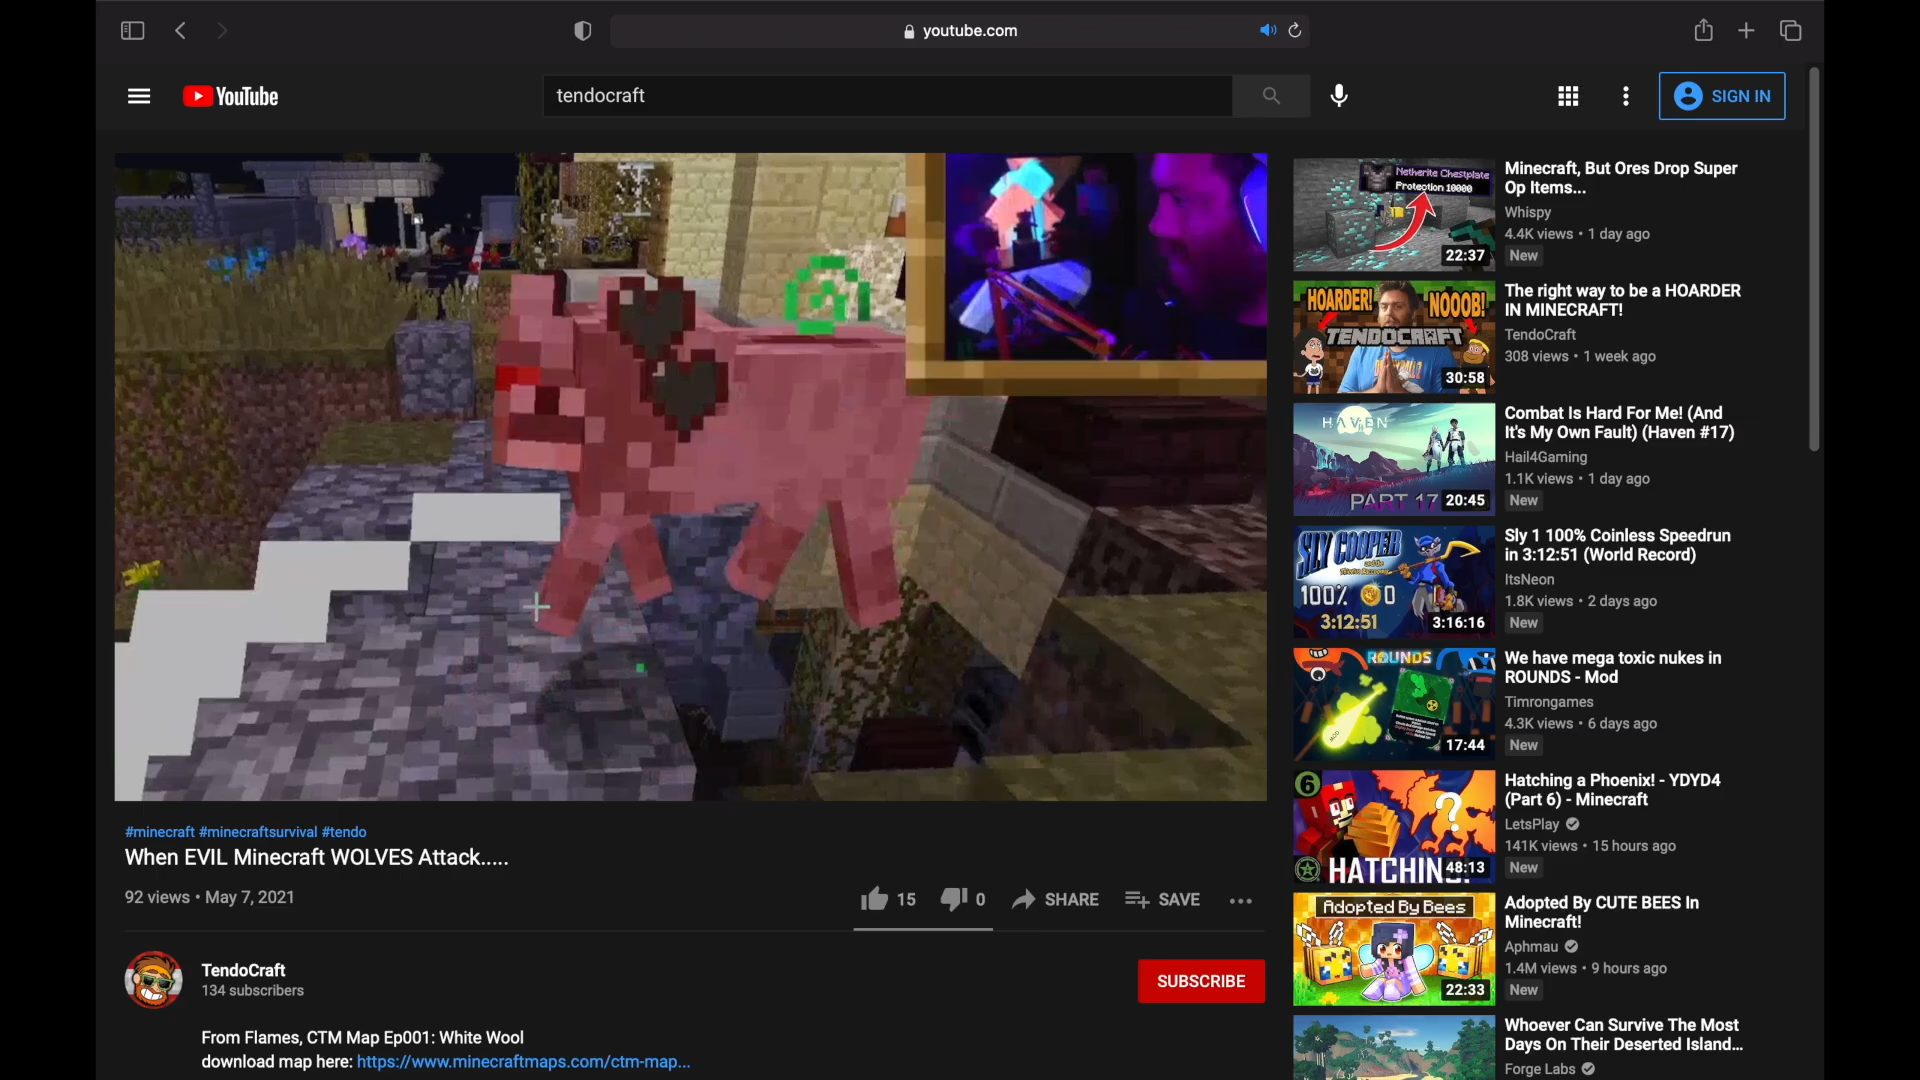 youtube.com
YouTube
tendocraft
SIGN IN
#minecraft #minecraftsurvival #tendo
When EVIL Minecraft WOLVES Attack.....
92 views • May 7, 2021
15
0
SHARE
SAVE
TendoCraft
134 subscribers
SUBSCRIBE
From Flames, CTM Map Ep001: White Wool
download map here: https://www.minecraftmaps.com/ctm-map...
Netherite Chestplate
Protection 10000
22:37
Minecraft, But Ores Drop Super
Op Items...
Whispy
4.4K views • 1 day ago
New
HOARDER!
NOOOB!
TENDOCRAFT
30:58
The right way to be a HOARDER
IN MINECRAFT!
TendoCraft
308 views • 1 week ago
HAVEN
PART 17
20:45
Combat Is Hard For Me! (And
It's My Own Fault) (Haven #17)
Hail4Gaming
1.1K views • 1 day ago
New
SLY COOPER
100% 0
3:12:51
3:16:16
Sly 1 100% Coinless Speedrun
in 3:12:51 (World Record)
ItsNeon
1.8K views • 2 days ago
New
ROUNDS
MOD
17:44
We have mega toxic nukes in
ROUNDS - Mod
Timrongames
4.3K views • 6 days ago
New
6
?
HATCHING!
48:13
Hatching a Phoenix! - YDYD4
(Part 6) - Minecraft
LetsPlay
141K views • 15 hours ago
New
Adopted By Bees
22:33
Adopted By CUTE BEES In
Minecraft!
Aphmau
1.4M views • 9 hours ago
New
Whoever Can Survive The Most
Days On Their Deserted Island...
Forge Labs